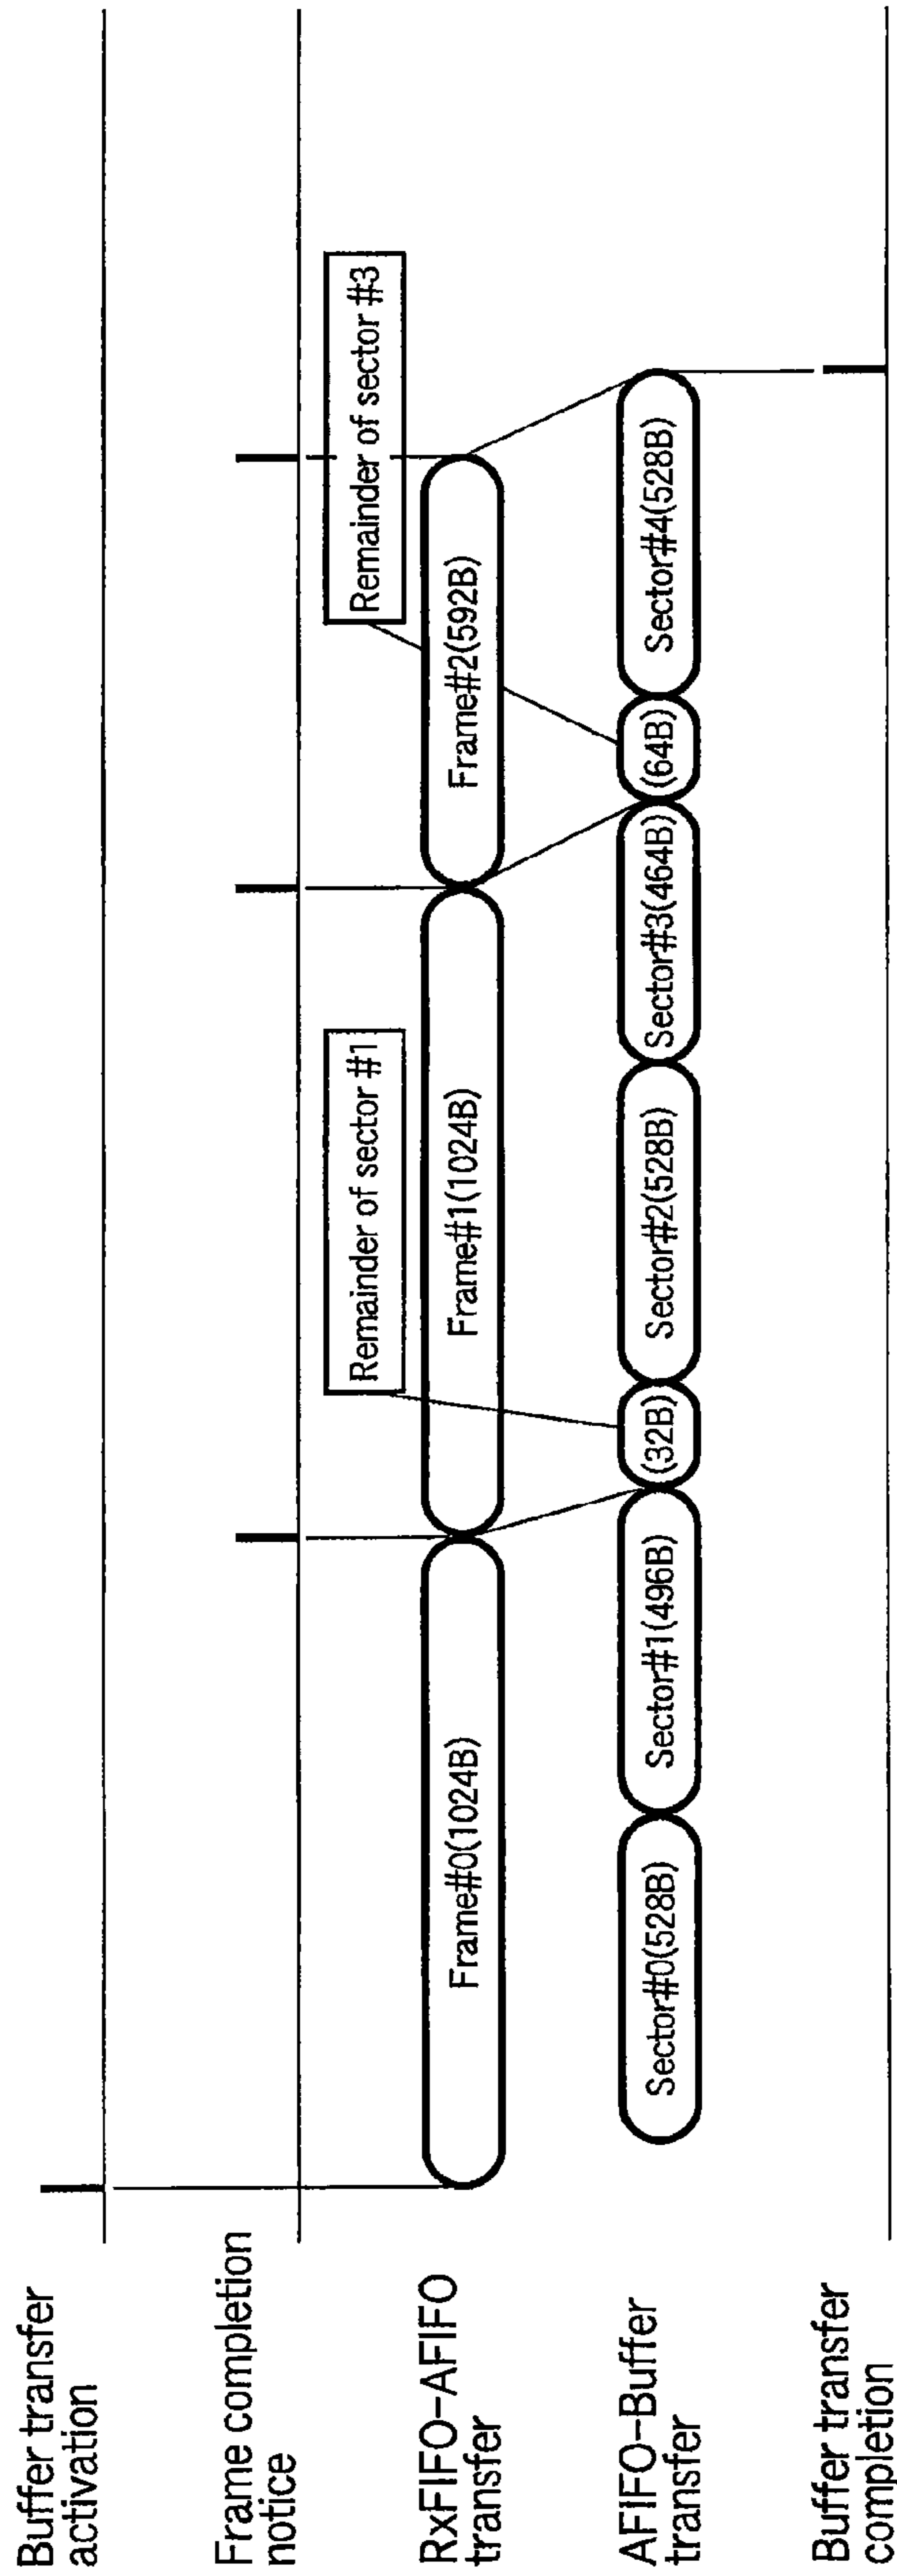 Buffer transfer
activation
Frame completion
notice
Remainder of sector #1
Remainder of sector #3
RxFIFO-AFIFO
transfer
Frame#0(1024B)
Frame#1(1024B)
Frame#2(592B)
AFIFO-Buffer
transfer
Sector#0(528B)
Sector#1(496B)
(32B)
Sector#2(528B)
Sector#3(464B)
(64B)
Sector#4(528B)
Buffer transfer
completion